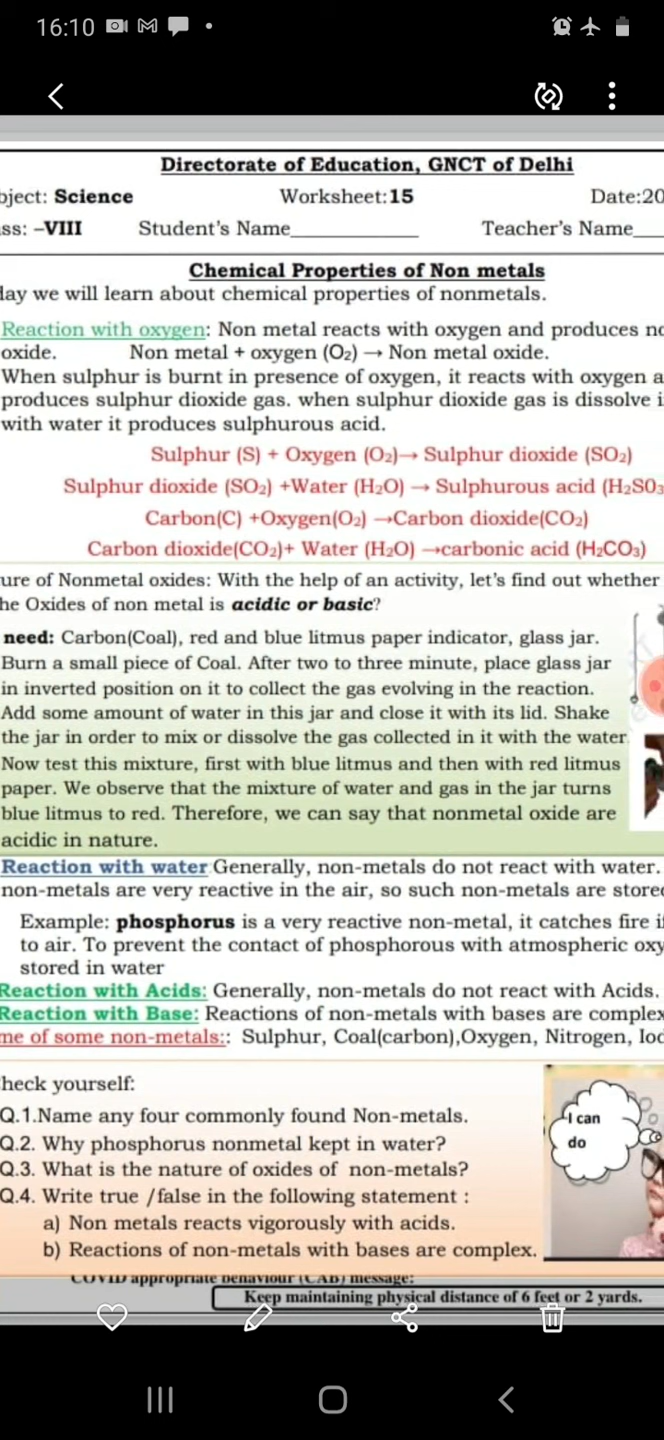 16:10
Directorate of Education, GNCT of Delhi
bject: Science Worksheet:15 Date:20
ss: –VIII Student's Name____________ Teacher's Name___
Chemical Properties of Non metals
lay we will learn about chemical properties of nonmetals.
Reaction with oxygen: Non metal reacts with oxygen and produces no
oxide. Non metal + oxygen (O₂) → Non metal oxide.
When sulphur is burnt in presence of oxygen, it reacts with oxygen a
produces sulphur dioxide gas. when sulphur dioxide gas is dissolve i
with water it produces sulphurous acid.
Sulphur (S) + Oxygen (O₂)→ Sulphur dioxide (SO₂)
Sulphur dioxide (SO₂) +Water (H₂O) → Sulphurous acid (H₂S0₃
Carbon(C) +Oxygen(O₂) →Carbon dioxide(CO₂)
Carbon dioxide(CO₂)+ Water (H₂O) →carbonic acid (H₂CO₃)
ure of Nonmetal oxides: With the help of an activity, let's find out whether
he Oxides of non metal is acidic or basic?
need: Carbon(Coal), red and blue litmus paper indicator, glass jar.
Burn a small piece of Coal. After two to three minute, place glass jar
in inverted position on it to collect the gas evolving in the reaction.
Add some amount of water in this jar and close it with its lid. Shake
the jar in order to mix or dissolve the gas collected in it with the water
Now test this mixture, first with blue litmus and then with red litmus
paper. We observe that the mixture of water and gas in the jar turns
blue litmus to red. Therefore, we can say that nonmetal oxide are
acidic in nature.
Reaction with water Generally, non-metals do not react with water.
non-metals are very reactive in the air, so such non-metals are store
Example: phosphorus is a very reactive non-metal, it catches fire if
to air. To prevent the contact of phosphorous with atmospheric oxy
stored in water
Reaction with Acids: Generally, non-metals do not react with Acids.
Reaction with Base: Reactions of non-metals with bases are complex
me of some non-metals:: Sulphur, Coal(carbon),Oxygen, Nitrogen, Iod
heck yourself:
Q.1.Name any four commonly found Non-metals.
Q.2. Why phosphorus nonmetal kept in water?
Q.3. What is the nature of oxides of non-metals?
Q.4. Write true /false in the following statement :
a) Non metals reacts vigorously with acids.
b) Reactions of non-metals with bases are complex.
I can
do
COVID appropriate behaviour (CAB) message:
Keep maintaining physical distance of 6 feet or 2 yards.